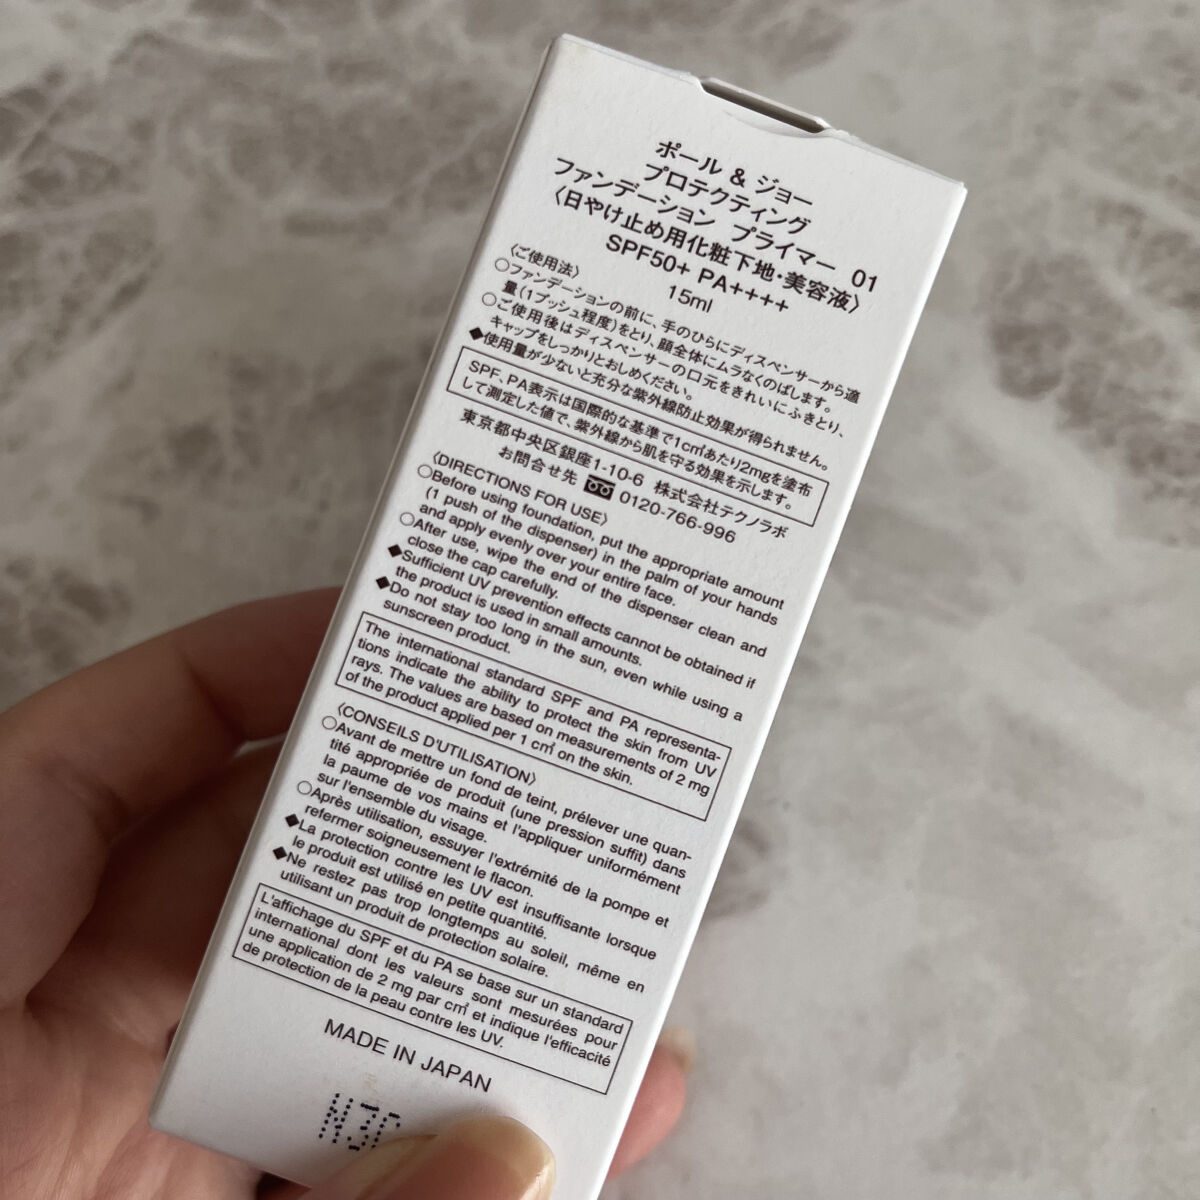 ポール & ジョー
プロテクティング
ファンデーション プライマー 01
〈日やけ止め用化粧下地･美容液〉
SPF50+ PA++++
15ml
〈ご使用法〉
○ファンデーションの前に、手のひらにディスペンサーから適
量(1プッシュ程度)をとり、顔全体にムラなくのばします。
○ご使用後はディスペンサーの口元をきれいにふきとり、
キャップをしっかりとおしめください。
◆使用量が少ないと充分な紫外線防止効果が得られません。
SPF、PA表示は国際的な基準で1c㎡あたり2mgを塗布
して測定した値で、紫外線から肌を守る効果を示します。
東京都中央区銀座1-10-6 株式会社テクノラボ
お問合せ先 0120-766-996
〈DIRECTIONS FOR USE〉
○Before using foundation, put the appropriate amount
(1 push of the dispenser) in the palm of your hands
and apply evenly over your entire face.
○After use, wipe the end of the dispenser clean and
close the cap carefully.
◆Sufficient UV prevention effects cannot be obtained if
the product is used in small amounts.
◆Do not stay too long in the sun, even while using a
sunscreen product.
The international standard SPF and PA representa-
tions indicate the ability to protect the skin from UV
rays. The values are based on measurements of 2 mg
of the product applied per 1 c㎡ on the skin.
〈CONSEILS D'UTILISATION〉
○Avant de mettre un fond de teint, prélever une quan-
tité appropriée de produit (une pression suffit) dans
la paume de vos mains et l'appliquer uniformément
sur l'ensemble du visage.
○Après utilisation, essuyer l'extrémité de la pompe et
refermer soigneusement le flacon.
◆La protection contre les UV est insuffisante lorsque
le produit est utilisé en petite quantité.
◆Ne restez pas trop longtemps au soleil, même en
utilisant un produit de protection solaire.
L'affichage du SPF et du PA se base sur un standard
international dont les valeurs sont mesurées pour
une application de 2 mg par c㎡ et indique l'efficacité
de protection de la peau contre les UV.
MADE IN JAPAN